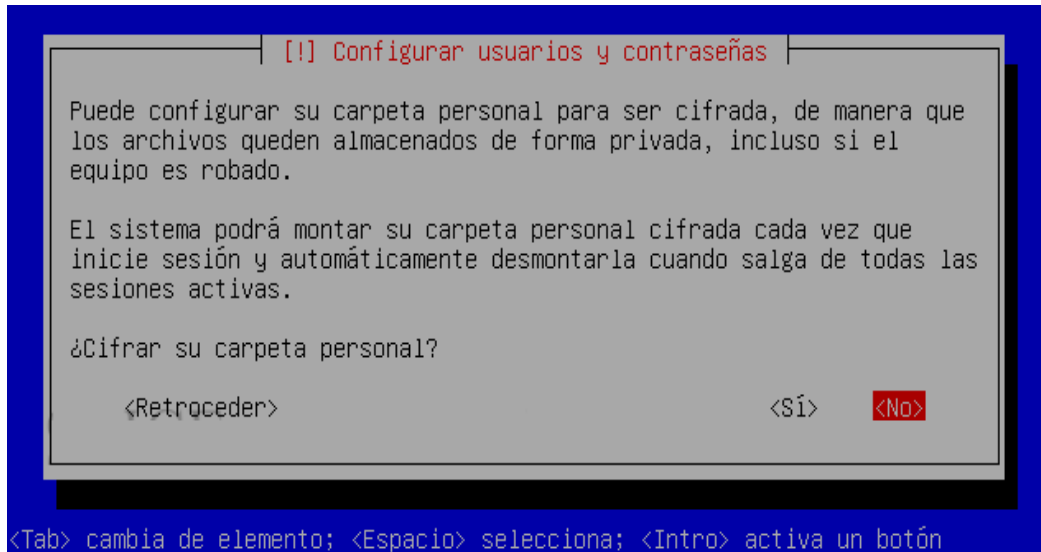 [!] Configurar usuarios y contraseñas
Puede configurar su carpeta personal para ser cifrada, de manera que
los archivos queden almacenados de forma privada, incluso si el
equipo es robado.
El sistema podrá montar su carpeta personal cifrada cada vez que
inicie sesión y automáticamente desmontarla cuando salga de todas las
sesiones activas.
¿Cifrar su carpeta personal?
<Retroceder> <Sí> <No>
<Tab> cambia de elemento; <Espacio> selecciona; <Intro> activa un botón